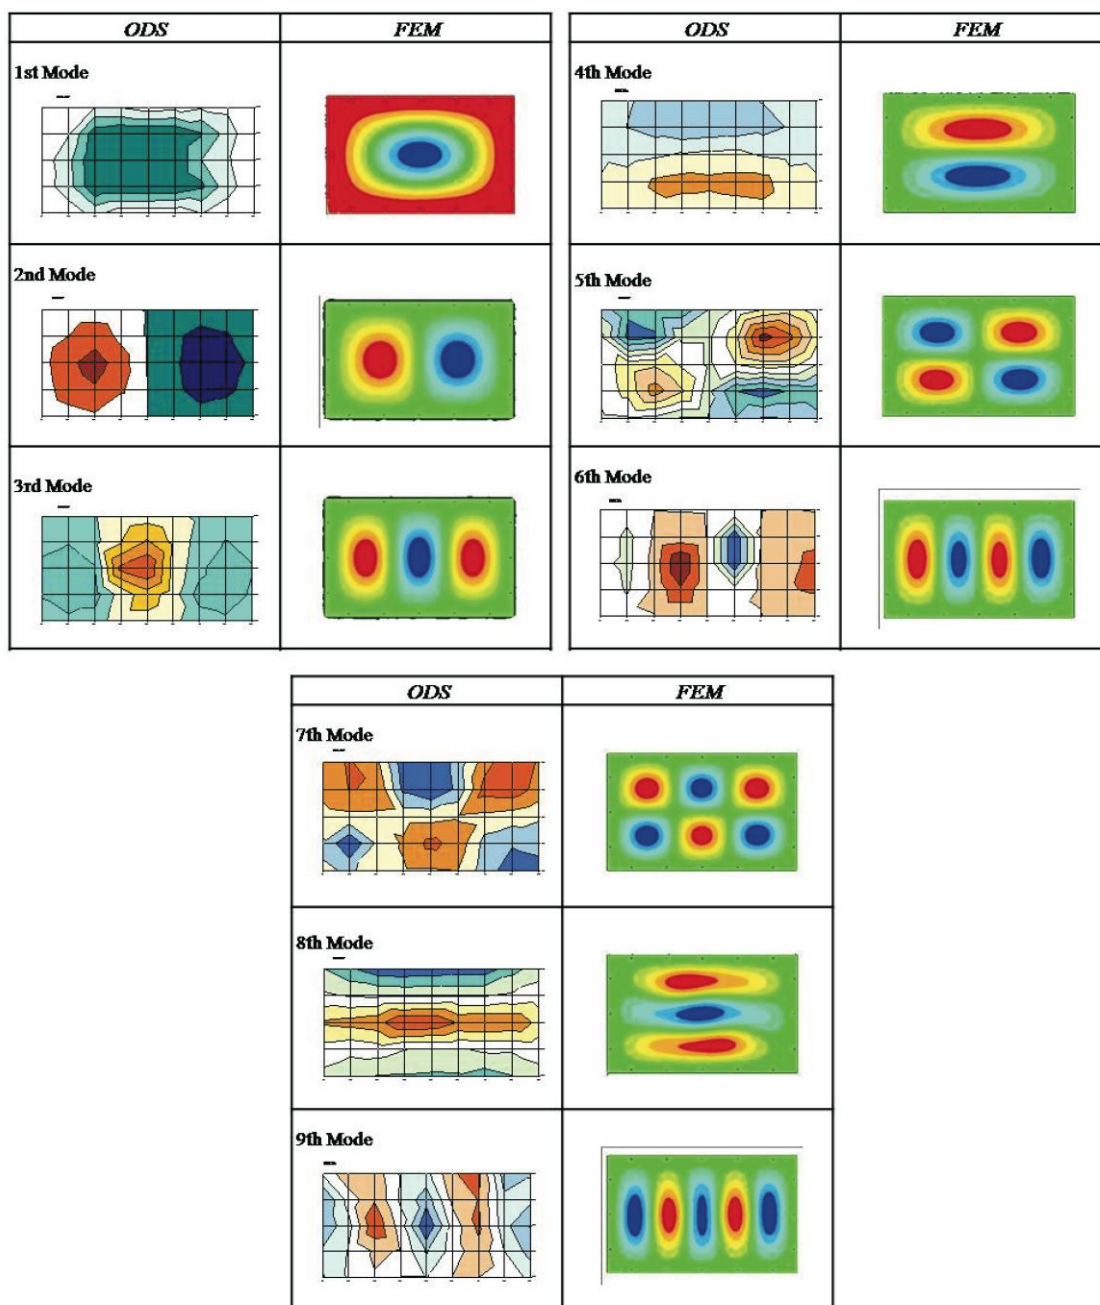 ODS FEM
1st Mode
2nd Mode
3rd Mode
ODS FEM
4th Mode
5th Mode
6th Mode
ODS FEM
7th Mode
8th Mode
9th Mode